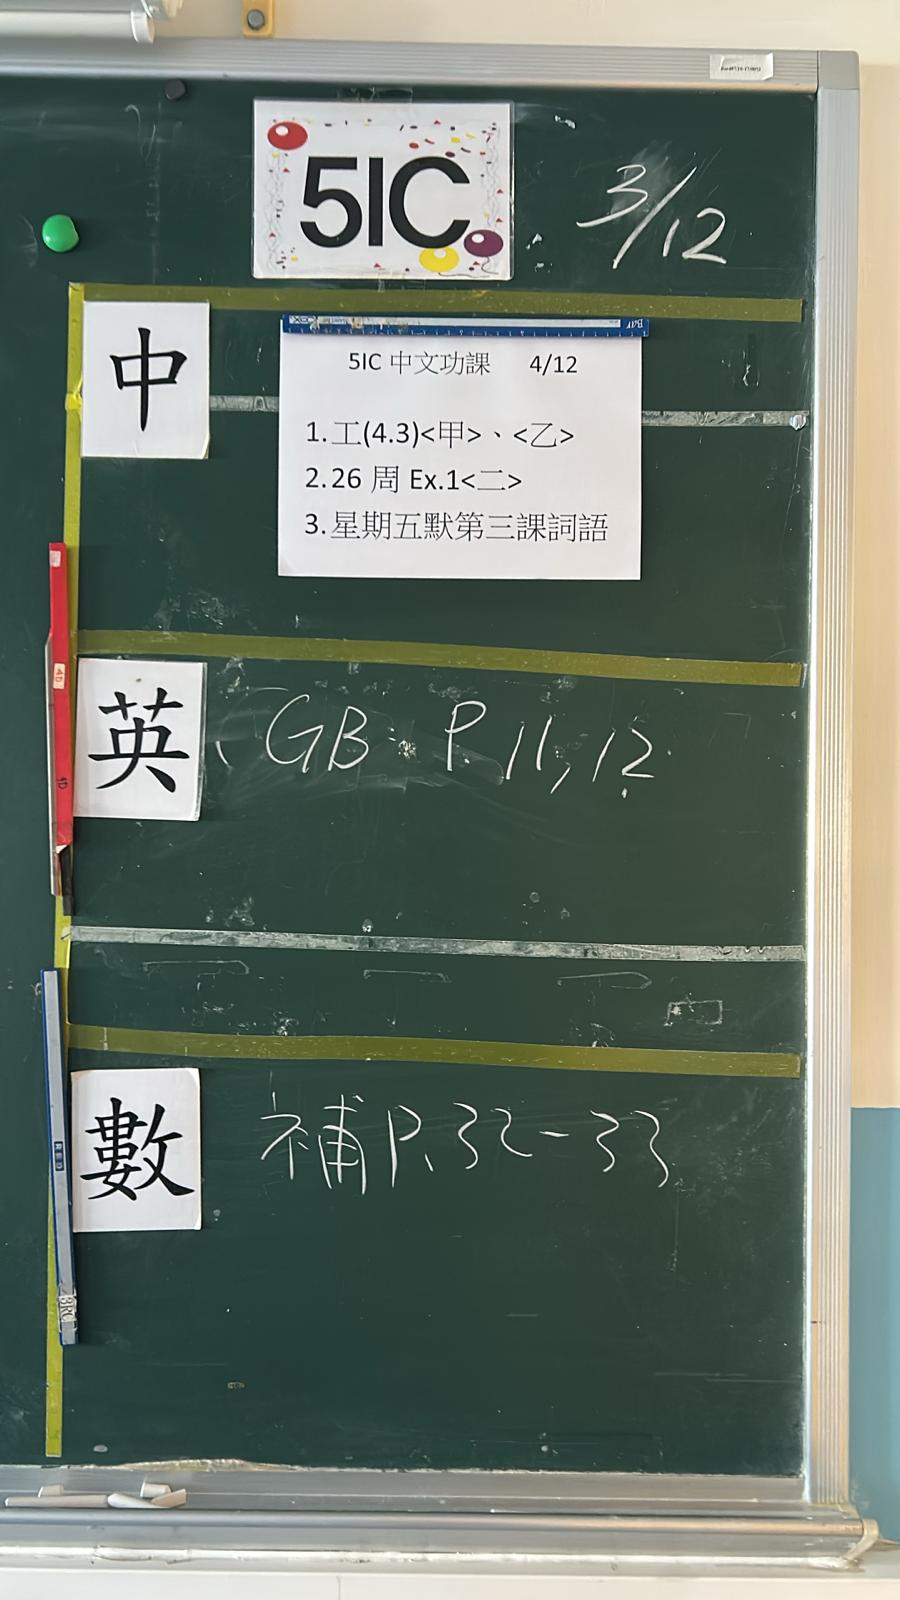 5IC
3/12
中
5IC 中文功課 4/12
1. 工(4.3)<甲>、<乙>
2. 26 周 Ex.1<二>
3. 星期五默第三課詞語
英
GB P. 11, 12
數
補 P. 32-33
4D